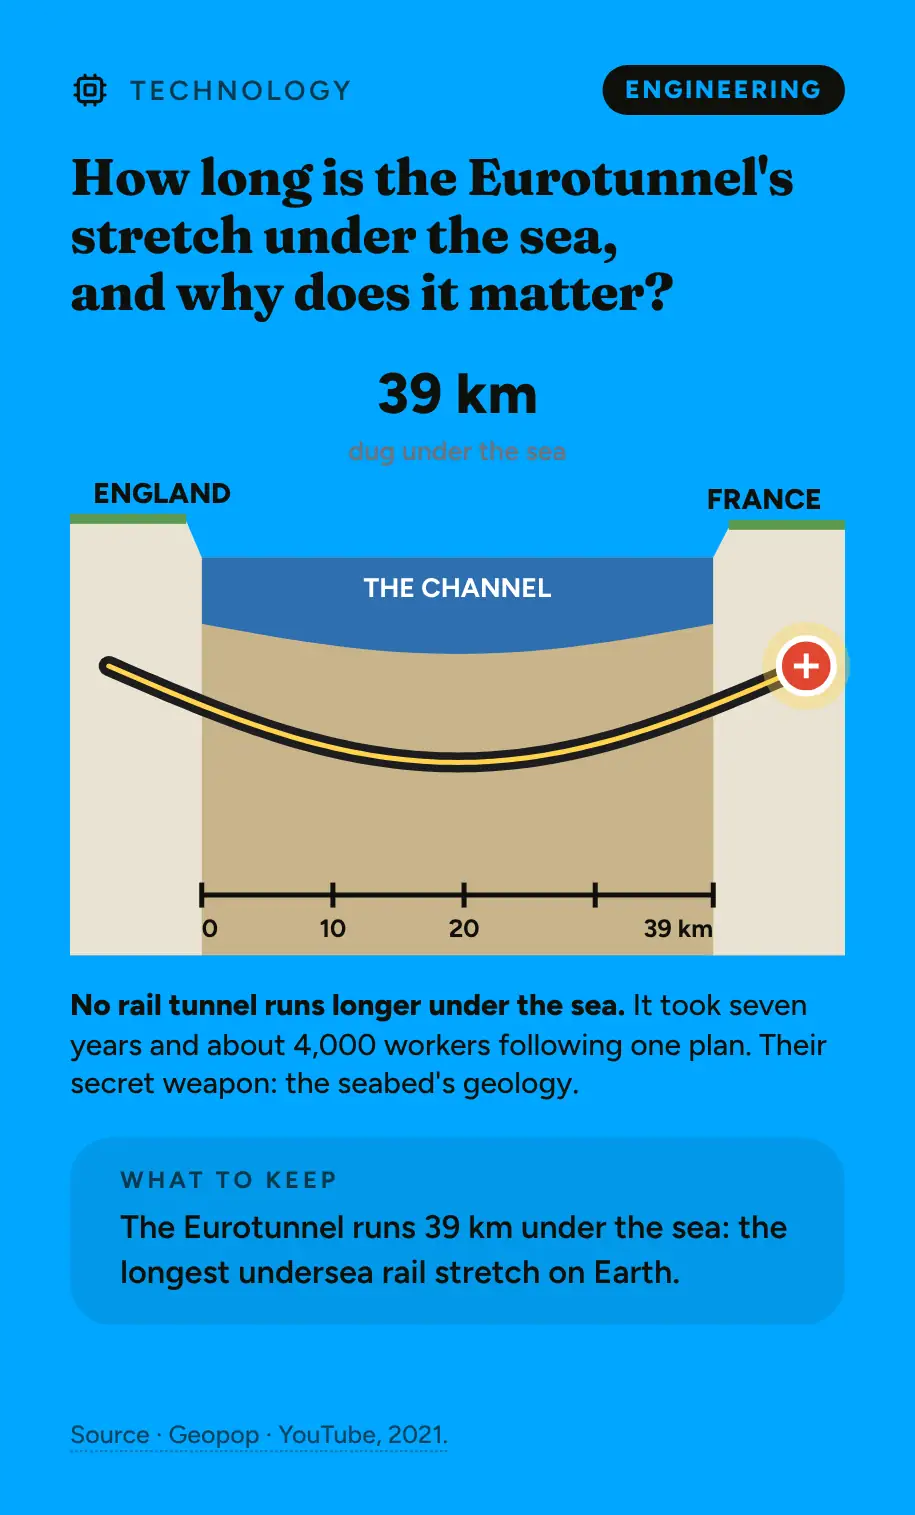 TECHNOLOGY
ENGINEERING
How long is the Eurotunnel's
stretch under the sea,
and why does it matter?
39 km
dug under the sea
ENGLAND
FRANCE
THE CHANNEL
0
10
20
39 km
No rail tunnel runs longer under the sea. It took seven
years and about 4,000 workers following one plan. Their
secret weapon: the seabed's geology.
WHAT TO KEEP
The Eurotunnel runs 39 km under the sea: the
longest undersea rail stretch on Earth.
Source · Geopop · YouTube, 2021.